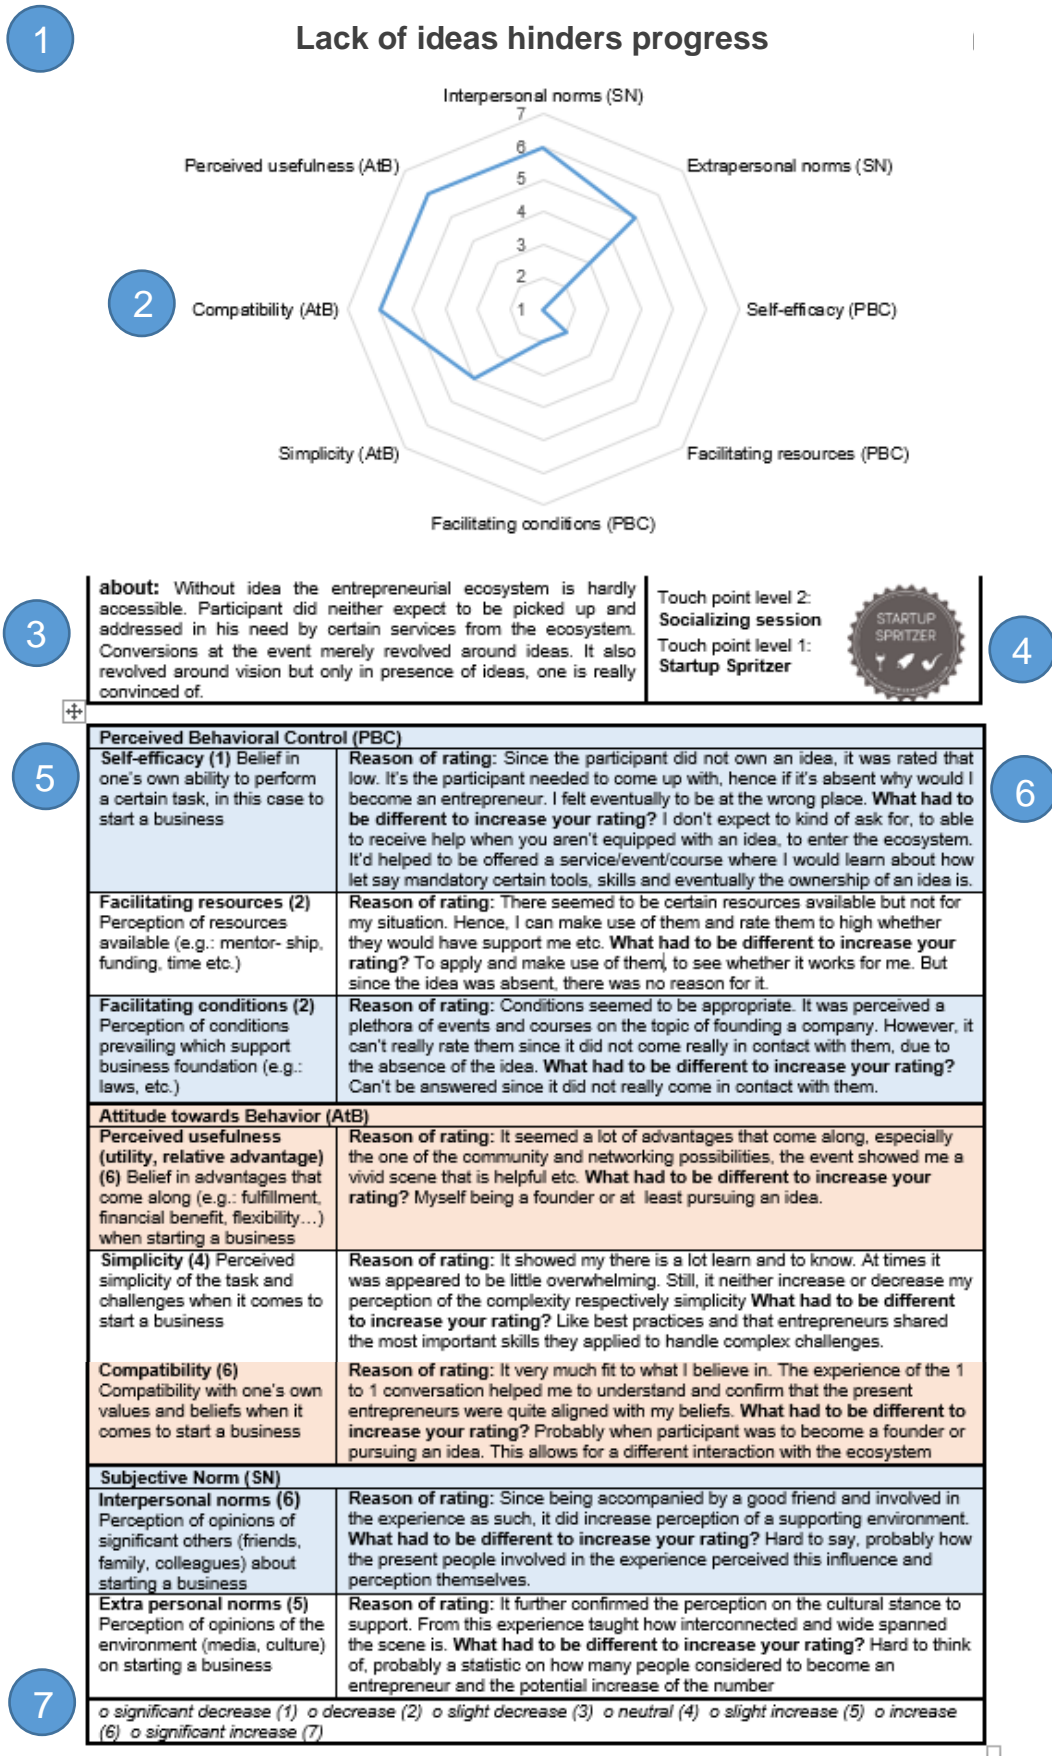 1
Lack of ideas hinders progress
Interpersonal norms (SN)
7
Perceived usefulness (AtB)
6
Extrapersonal norms (SN)
5
4
3
2
2
Compatibility (AtB)
1
Self-efficacy (PBC)
Simplicity (AtB)
Facilitating resources (PBC)
Facilitating conditions (PBC)
3
about: Without idea the entrepreneurial ecosystem is hardly
accessible. Participant did neither expect to be picked up and
addressed in his need by certain services from the ecosystem.
Conversions at the event merely revolved around ideas. It also
revolved around vision but only in presence of ideas, one is really
convinced of.
Touch point level 2:
Socializing session
Touch point level 1:
Startup Spritzer
STARTUP
SPRITZER
4
Perceived Behavioral Control (PBC)
5
Self-efficacy (1) Belief in
one's own ability to perform
a certain task, in this case to
start a business
Reason of rating: Since the participant did not own an idea, it was rated that
low. It's the participant needed to come up with, hence if it's absent why would I
become an entrepreneur. I felt eventually to be at the wrong place. What had to
be different to increase your rating? I don't expect to kind of ask for, to able
to receive help when you aren't equipped with an idea, to enter the ecosystem.
It'd helped to be offered a service/event/course where I would learn about how
let say mandatory certain tools, skills and eventually the ownership of an idea is.
6
Facilitating resources (2)
Perception of resources
available (e.g.: mentor- ship,
funding, time etc.)
Reason of rating: There seemed to be certain resources available but not for
my situation. Hence, I can make use of them and rate them to high whether
they would have support me etc. What had to be different to increase your
rating? To apply and make use of them, to see whether it works for me. But
since the idea was absent, there was no reason for it.
Facilitating conditions (2)
Perception of conditions
prevailing which support
business foundation (e.g.:
laws, etc.)
Reason of rating: Conditions seemed to be appropriate. It was perceived a
plethora of events and courses on the topic of founding a company. However, it
can't really rate them since it did not come really in contact with them, due to
the absence of the idea. What had to be different to increase your rating?
Can't be answered since it did not really come in contact with them.
Attitude towards Behavior (AtB)
Perceived usefulness
(utility, relative advantage)
(6) Belief in advantages that
come along (e.g.: fulfillment,
financial benefit, flexibility…)
when starting a business
Reason of rating: It seemed a lot of advantages that come along, especially
the one of the community and networking possibilities, the event showed me a
vivid scene that is helpful etc. What had to be different to increase your
rating? Myself being a founder or at least pursuing an idea.
Simplicity (4) Perceived
simplicity of the task and
challenges when it comes to
start a business
Reason of rating: It showed my there is a lot learn and to know. At times it
was appeared to be little overwhelming. Still, it neither increase or decrease my
perception of the complexity respectively simplicity What had to be different
to increase your rating? Like best practices and that entrepreneurs shared
the most important skills they applied to handle complex challenges.
Compatibility (6)
Compatibility with one's own
values and beliefs when it
comes to start a business
Reason of rating: It very much fit to what I believe in. The experience of the 1
to 1 conversation helped me to understand and confirm that the present
entrepreneurs were quite aligned with my beliefs. What had to be different to
increase your rating? Probably when participant was to become a founder or
pursuing an idea. This allows for a different interaction with the ecosystem
Subjective Norm (SN)
Interpersonal norms (6)
Perception of opinions of
significant others (friends,
family, colleagues) about
starting a business
Reason of rating: Since being accompanied by a good friend and involved in
the experience as such, it did increase perception of a supporting environment.
What had to be different to increase your rating? Hard to say, probably how
the present people involved in the experience perceived this influence and
perception themselves.
Extra personal norms (5)
Perception of opinions of the
environment (media, culture)
on starting a business
Reason of rating: It further confirmed the perception on the cultural stance to
support. From this experience taught how interconnected and wide spanned
the scene is. What had to be different to increase your rating? Hard to think
of, probably a statistic on how many people considered to become an
entrepreneur and the potential increase of the number
7
o significant decrease (1) o decrease (2) o slight decrease (3) o neutral (4) o slight increase (5) o increase
(6) o significant increase (7)